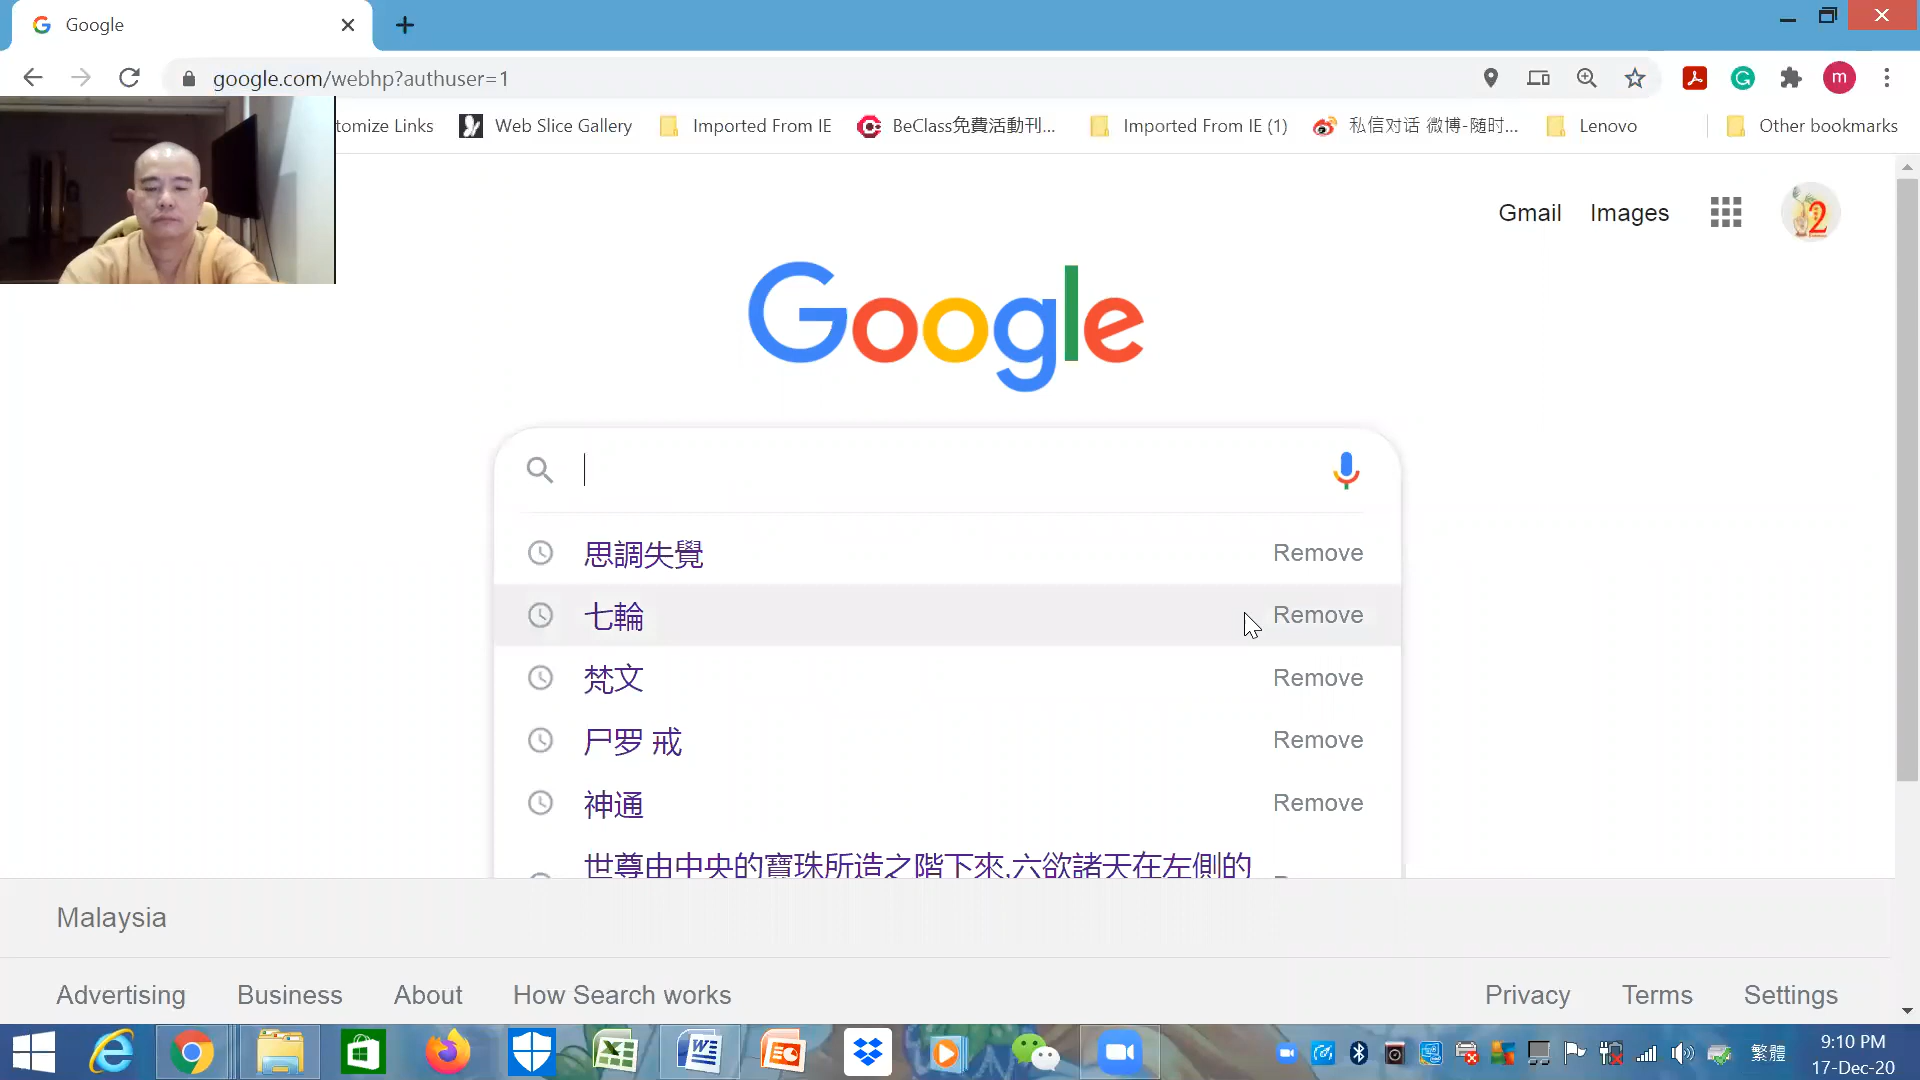 Google
google.com/webhp?authuser=1
m
tomize Links
Web Slice Gallery
Imported From IE
BeClass免費活動刊...
Imported From IE (1)
私信对话 微博-随时...
Lenovo
Other bookmarks
Gmail
Images
2
Google
思調失覺
Remove
七輪
Remove
梵文
Remove
尸罗 戒
Remove
神通
Remove
世尊由中央的寶珠所造之階下來,六欲諸天在左側的
Malaysia
Advertising
Business
About
How Search works
Privacy
Terms
Settings
繁體
9:10 PM
17-Dec-20